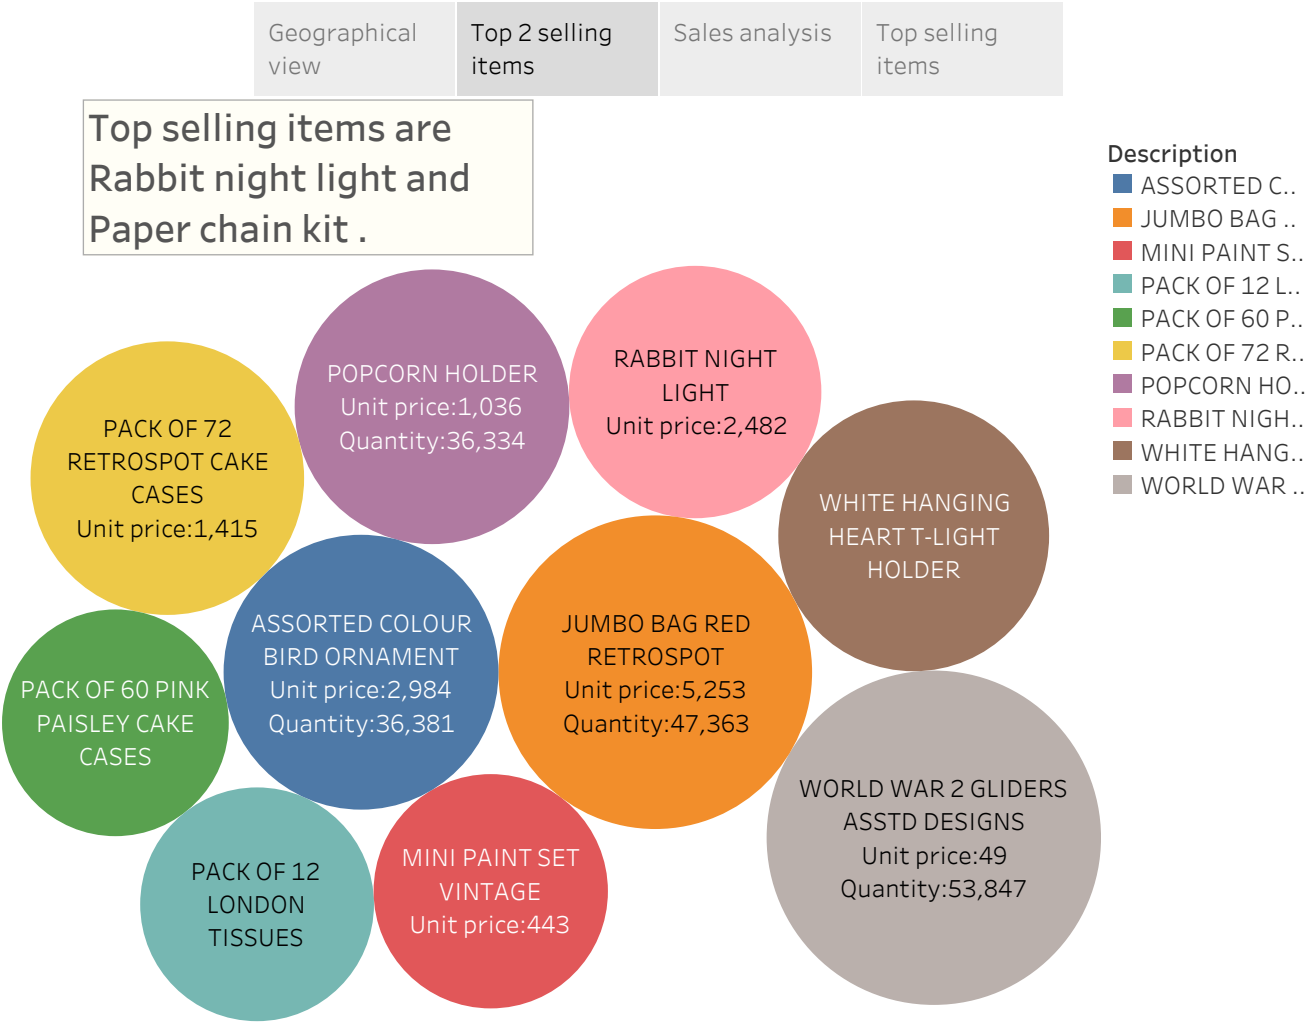 Geographical
view
Top 2 selling
items
Sales analysis
Top selling
items
Top selling items are
Rabbit night light and
Paper chain kit .
Description
ASSORTED C..
JUMBO BAG ..
MINI PAINT S..
PACK OF 12 L..
PACK OF 60 P..
PACK OF 72 R..
POPCORN HO..
RABBIT NIGH..
WHITE HANG..
WORLD WAR ..
POPCORN HOLDER
Unit price:1,036
Quantity:36,334
RABBIT NIGHT
LIGHT
Unit price:2,482
PACK OF 72
RETROSPOT CAKE
CASES
Unit price:1,415
WHITE HANGING
HEART T-LIGHT
HOLDER
ASSORTED COLOUR
BIRD ORNAMENT
Unit price:2,984
Quantity:36,381
JUMBO BAG RED
RETROSPOT
Unit price:5,253
Quantity:47,363
PACK OF 60 PINK
PAISLEY CAKE
CASES
WORLD WAR 2 GLIDERS
ASSTD DESIGNS
Unit price:49
Quantity:53,847
PACK OF 12
LONDON
TISSUES
MINI PAINT SET
VINTAGE
Unit price:443